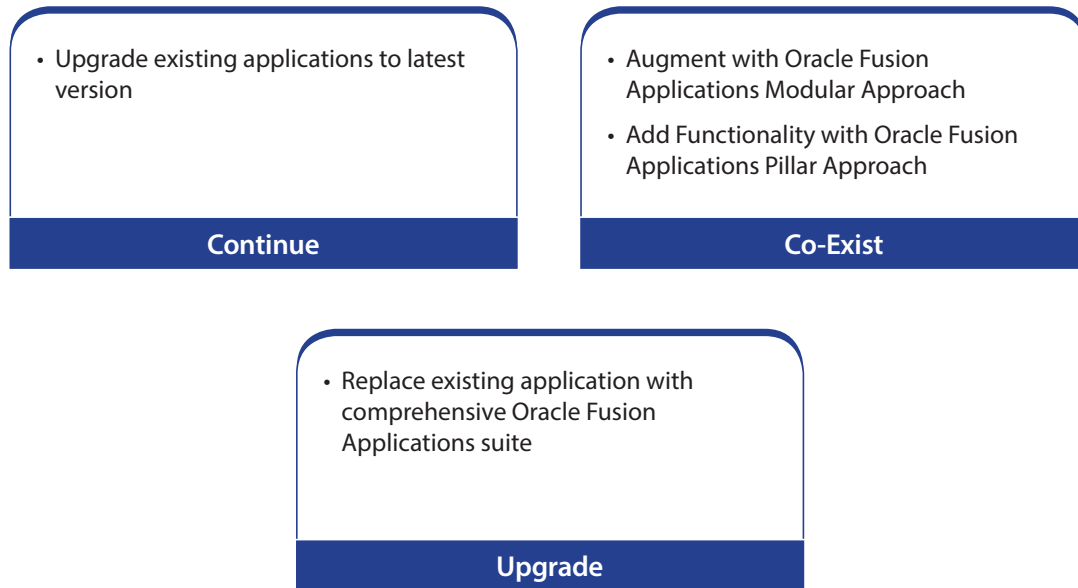 • Upgrade existing applications to latest
version
Continue
• Augment with Oracle Fusion
Applications Modular Approach
• Add Functionality with Oracle Fusion
Applications Pillar Approach
Co-Exist
• Replace existing application with
comprehensive Oracle Fusion
Applications suite
Upgrade